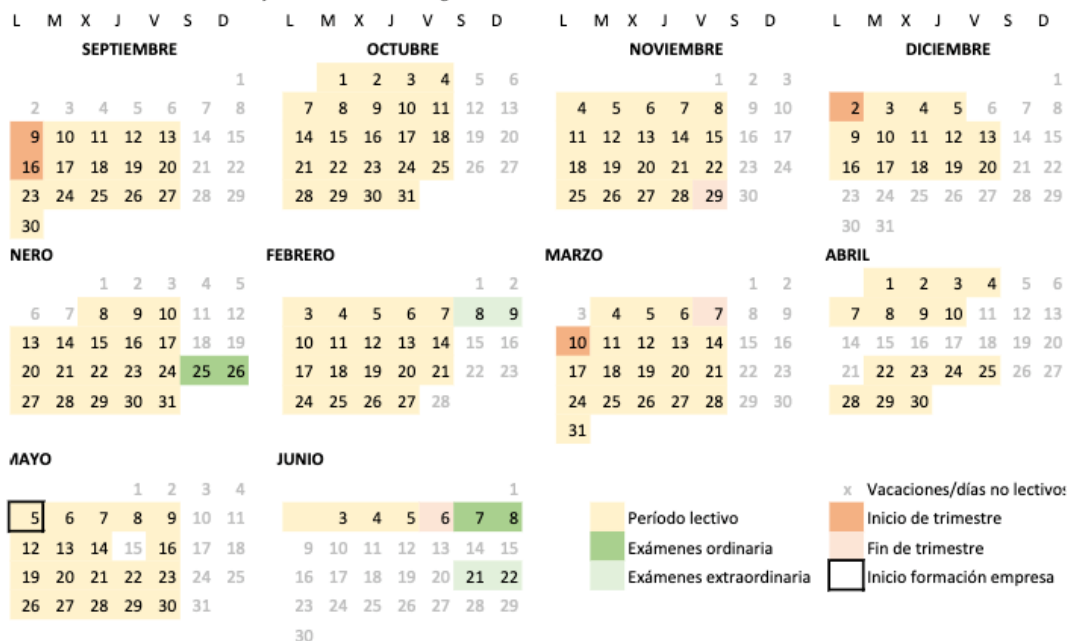 L M X J V S D L M X J V S D L M X J V S D L M X J V S D
SEPTIEMBRE OCTUBRE NOVIEMBRE DICIEMBRE
1 1 2 3 4 5 6 1 2 3 1
2 3 4 5 6 7 8 7 8 9 10 11 12 13 4 5 6 7 8 9 10 2 3 4 5 6 7 8
9 10 11 12 13 14 15 14 15 16 17 18 19 20 11 12 13 14 15 16 17 9 10 11 12 13 14 15
16 17 18 19 20 21 22 21 22 23 24 25 26 27 18 19 20 21 22 23 24 16 17 18 19 20 21 22
23 24 25 26 27 28 29 28 29 30 31 25 26 27 28 29 30 23 24 25 26 27 28 29
30 30 31
NERO FEBRERO MARZO ABRIL
1 2 3 4 5 1 2 1 2 1 2 3 4 5 6
6 7 8 9 10 11 12 3 4 5 6 7 8 9 3 4 5 6 7 8 9 7 8 9 10 11 12 13
13 14 15 16 17 18 19 10 11 12 13 14 15 16 10 11 12 13 14 15 16 14 15 16 17 18 19 20
20 21 22 23 24 25 26 17 18 19 20 21 22 23 17 18 19 20 21 22 23 21 22 23 24 25 26 27
27 28 29 30 31 24 25 26 27 28 24 25 26 27 28 29 30 28 29 30
31
MAYO JUNIO
1 2 3 4 1 x Vacaciones/días no lectivos
5 6 7 8 9 10 11 3 4 5 6 7 8 Período lectivo Inicio de trimestre
12 13 14 15 16 17 18 9 10 11 12 13 14 15 Exámenes ordinaria Fin de trimestre
19 20 21 22 23 24 25 16 17 18 19 20 21 22 Exámenes extraordinaria Inicio formación empresa
26 27 28 29 30 31 23 24 25 26 27 28 29
30